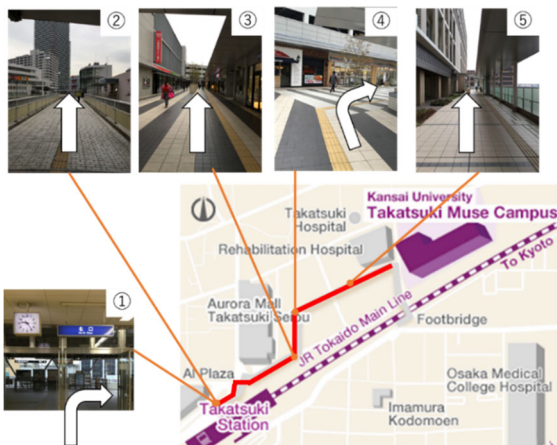 ②
③
④
⑤
①
Kansai University
Takatsuki Muse Campus
Takatsuki
Hospital
Rehabilitation Hospital
To Kyoto
Aurora Mall
Takatsuki Seibu
JR Tokaido Main Line
Footbridge
Al Plaza
Takatsuki
Station
Osaka Medical
College Hospital
Imamura
Kodomoen